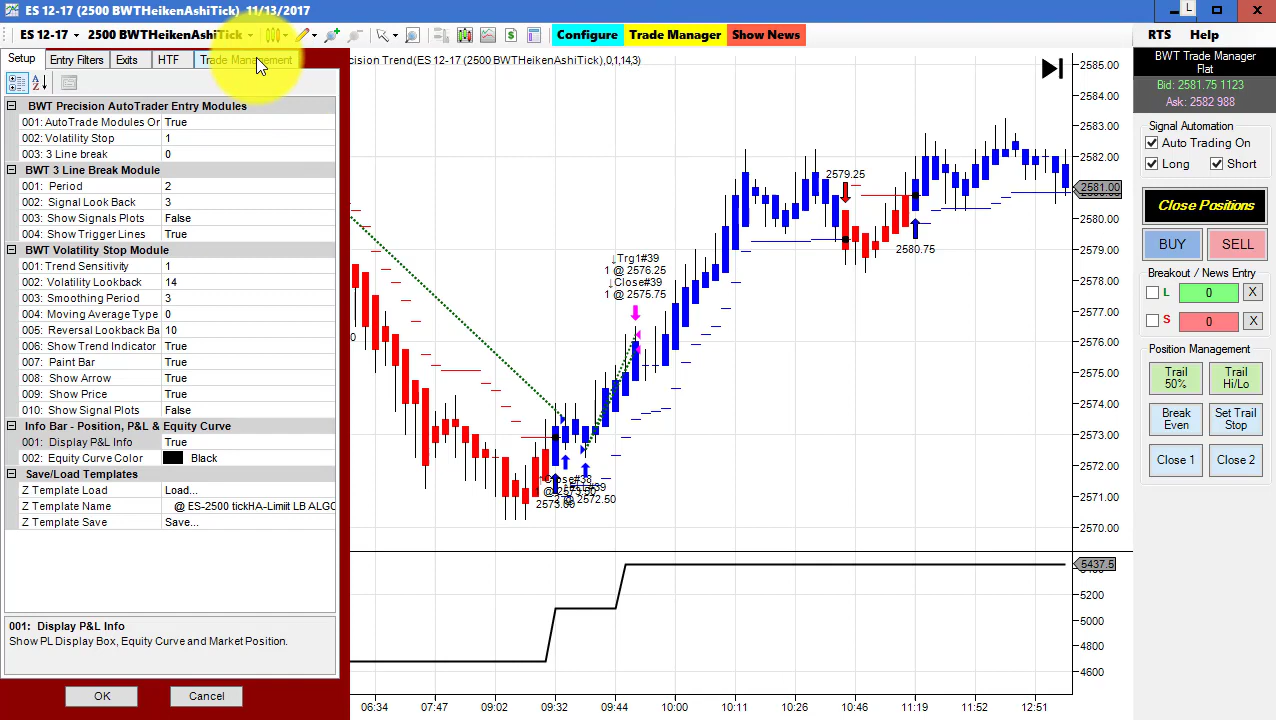 ES 12-17 (2500 BWTHeikenAshiTick) 11/13/2017
ES 12-17 2500 BWTHeikenAshiTick Configure Trade Manager Show News RTS Help
Setup Entry Filters Exits HTF Trade Management
cision Trend(ES 12-17 (2500 BWTHeikenAshiTick),0,1,14,3)
BWT Precision AutoTrader Entry Modules
001: AutoTrade Modules Or True
002: Volatility Stop 1
003: 3 Line break 0
BWT 3 Line Break Module
001: Period 2
002: Signal Look Back 3
003: Show Signals Plots False
004: Show Trigger Lines True
BWT Volatility Stop Module
001: Trend Sensitivity 1
002: Volatility Lookback 14
003: Smoothing Period 3
004: Moving Average Type 0
005: Reversal Lookback Ba 10
006: Show Trend Indicator True
007: Paint Bar True
008: Show Arrow True
009: Show Price True
010: Show Signal Plots False
Info Bar - Position, P&L & Equity Curve
001: Display P&L Info True
002: Equity Curve Color Black
Save/Load Templates
Z Template Load Load...
Z Template Name @ ES-2500 tickHA-Limiit LB ALGO
Z Template Save Save...
001: Display P&L Info
Show PL Display Box, Equity Curve and Market Position.
OK Cancel
0
↓Trg1#39
1 @ 2576.25
↓Close#39
1 @ 2575.75
2572.50
2579.25
2580.75
2585.00
2584.00
2583.00
2582.00
2581.00
2580.00
2579.00
2578.00
2577.00
2576.00
2575.00
2574.00
2573.00
2572.00
2571.00
2570.00
5437.5
5200
5000
4800
4600
06:34 07:47 09:02 09:32 09:44 10:00 10:11 10:26 10:46 11:19 11:56 12:51
BWT Trade Manager
Flat
Bid: 2581.75 1123
Ask: 2582 988
Signal Automation
Auto Trading On
Long Short
Close Positions
BUY SELL
Breakout / News Entry
L 0 X
S 0 X
Position Management
Trail 50%
Trail Hi/Lo
Break Even
Set Trail Stop
Close 1 Close 2